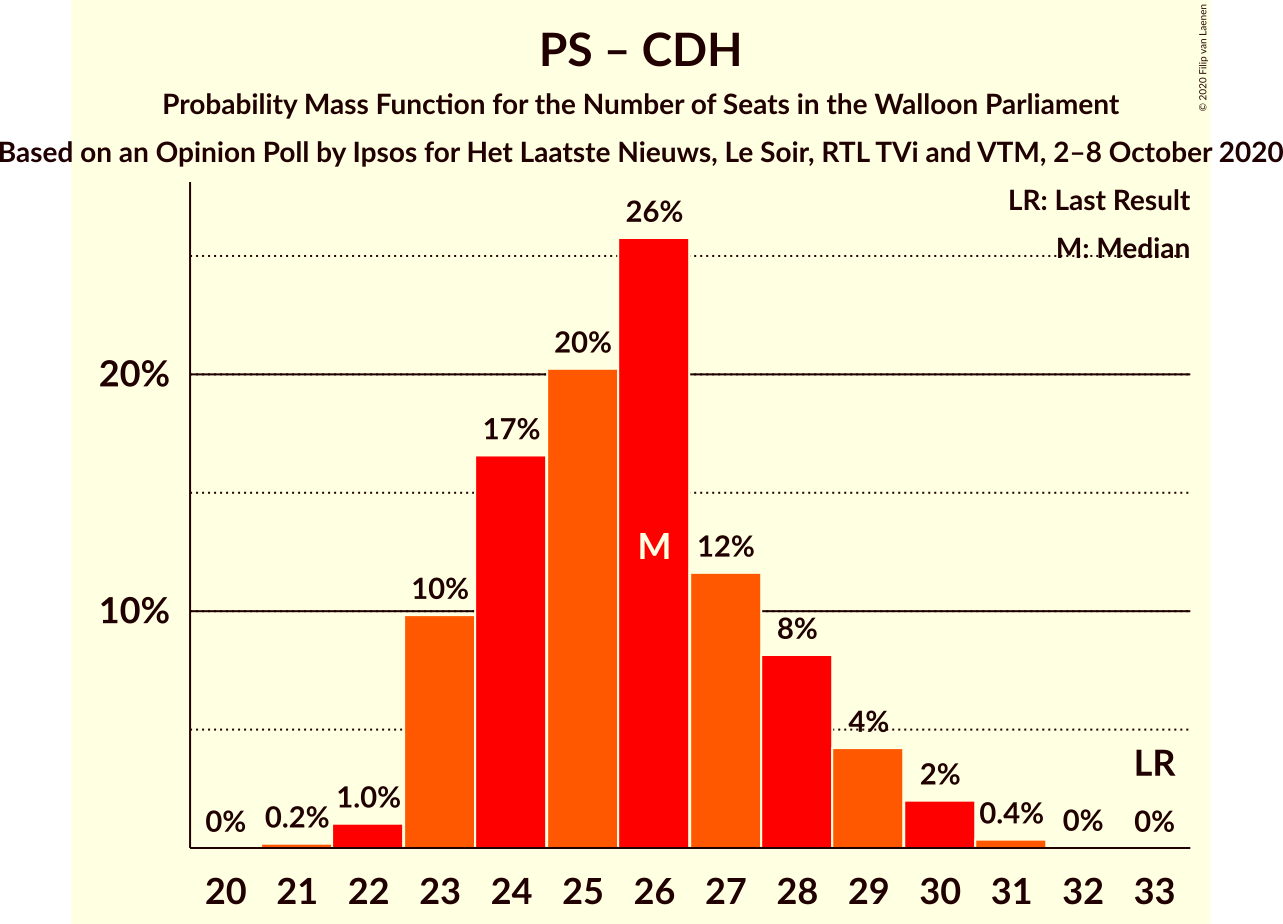 PS – CDH
Probability Mass Function for the Number of Seats in the Walloon Parliament
Based on an Opinion Poll by Ipsos for Het Laatste Nieuws, Le Soir, RTL TVi and VTM, 2–8 October 2020
© 2020 Filip van Laenen
LR: Last Result
M: Median
26%
20%
20%
17%
M
12%
10%
10%
8%
4%
LR
2%
1.0%
0.4%
0.2%
0%
0%
0%
20 21 22 23 24 25 26 27 28 29 30 31 32 33